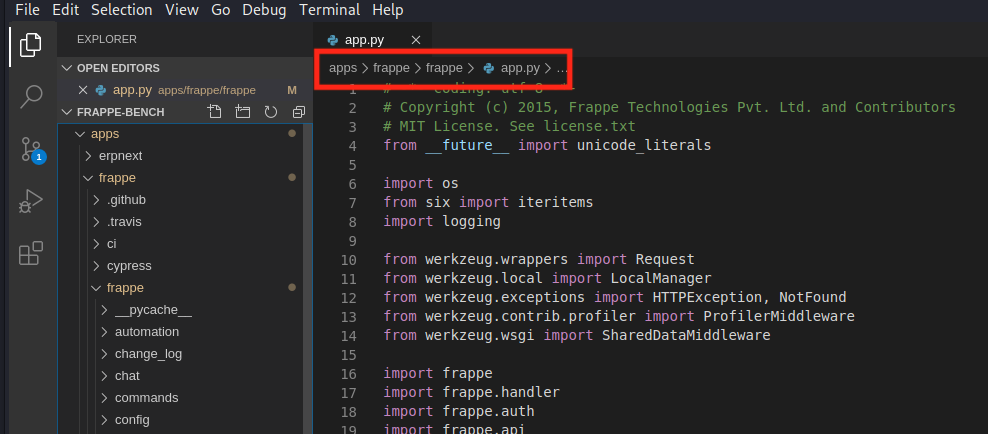 File Edit Selection View Go Debug Terminal Help
EXPLORER
OPEN EDITORS
app.py apps/frappe/frappe M
FRAPPE-BENCH
apps
erpnext
frappe
.github
.travis
ci
cypress
frappe
__pycache__
automation
change_log
chat
commands
config
1
app.py
apps > frappe > frappe > app.py > ...
1
2 # Copyright (c) 2015, Frappe Technologies Pvt. Ltd. and Contributors
3 # MIT License. See license.txt
4 from __future__ import unicode_literals
5
6 import os
7 from six import iteritems
8 import logging
9
10 from werkzeug.wrappers import Request
11 from werkzeug.local import LocalManager
12 from werkzeug.exceptions import HTTPException, NotFound
13 from werkzeug.contrib.profiler import ProfilerMiddleware
14 from werkzeug.wsgi import SharedDataMiddleware
15
16 import frappe
17 import frappe.handler
18 import frappe.auth
19 import frappe.api